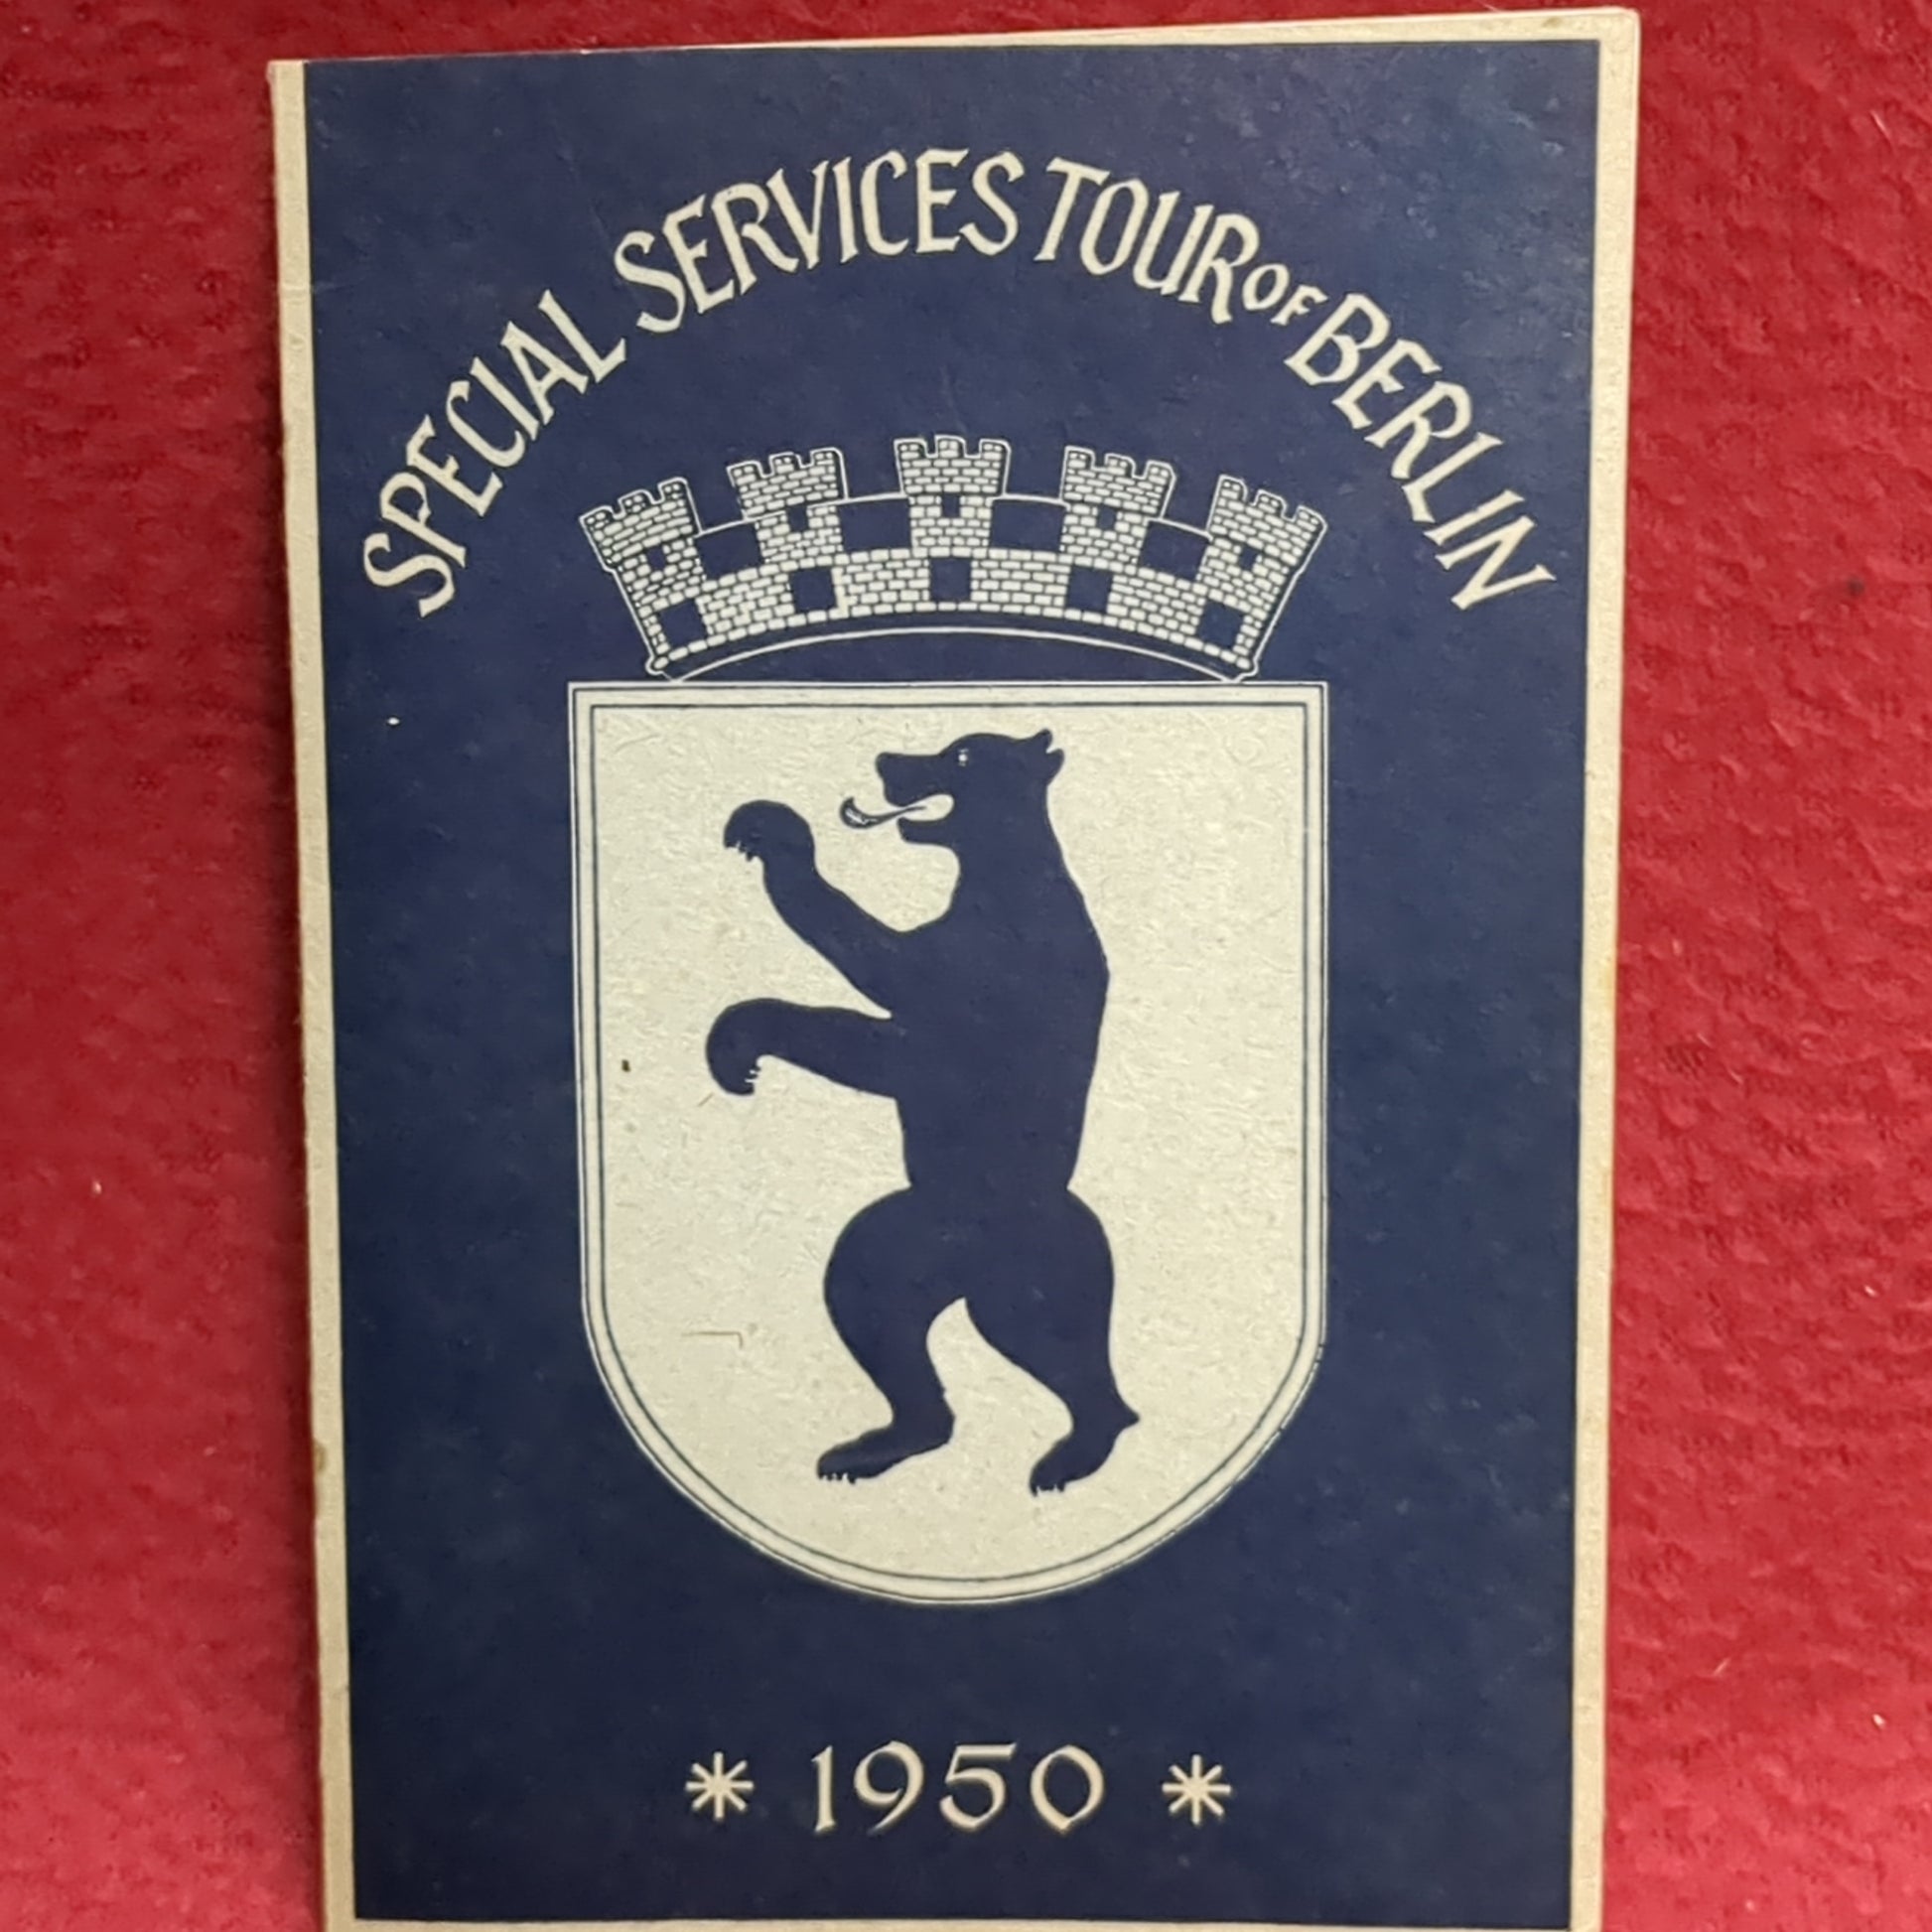 SPECIAL SERVICES TOUR OF BERLIN
* 1950 *